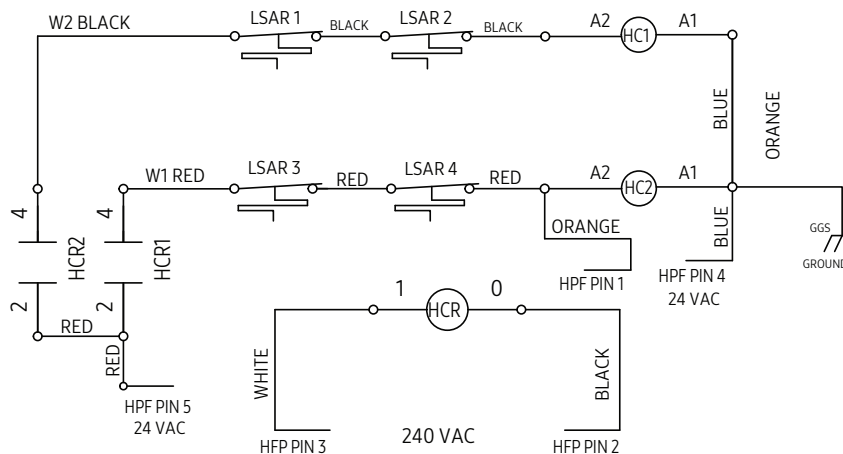 W2 BLACK
LSAR 1
BLACK
LSAR 2
BLACK
A2
HC1
A1
BLUE
ORANGE
W1 RED
LSAR 3
RED
LSAR 4
RED
A2
HC2
A1
4
4
HCR2
HCR1
2
2
RED
RED
HPF PIN 5
24 VAC
ORANGE
HPF PIN 1
BLUE
HPF PIN 4
24 VAC
GGS
GROUND
1
HCR
0
WHITE
BLACK
HFP PIN 3
240 VAC
HFP PIN 2